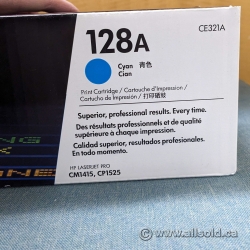 CE321A
128A
Cyan 青色
Cian
Print Cartridge / Cartouche d'Impression /
Cartucho de Impresión / 打印硒鼓
Superior, professional results. Every time.
Des résultats professionnels et de qualité
supérieure à chaque impression.
Calidad superior, resultados profesionales.
En todo momento.
HP LASERJET PRO
CM1415, CP1525
www.allsold.ca